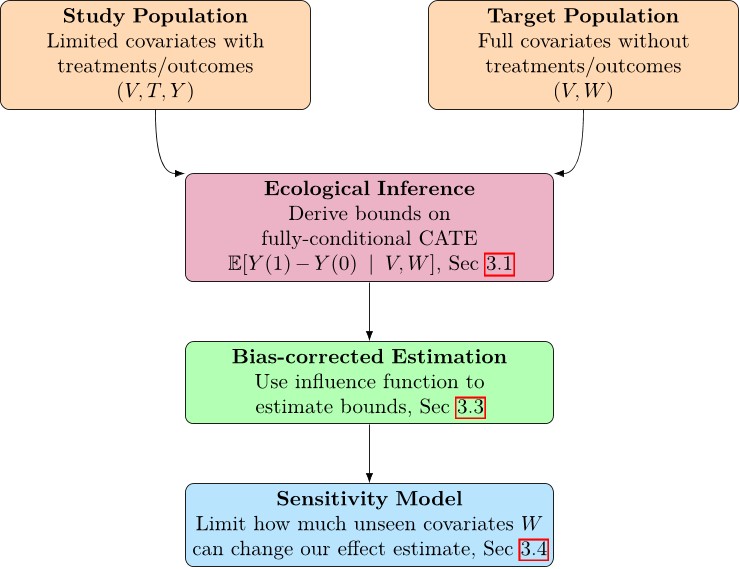 Study Population
Limited covariates with
treatments/outcomes
(V, T, Y)
Target Population
Full covariates without
treatments/outcomes
(V, W)
Ecological Inference
Derive bounds on
fully-conditional CATE
𝔼[Y(1) − Y(0) | V, W], Sec 3.1
Bias-corrected Estimation
Use influence function to
estimate bounds, Sec 3.3
Sensitivity Model
Limit how much unseen covariates W
can change our effect estimate, Sec 3.4